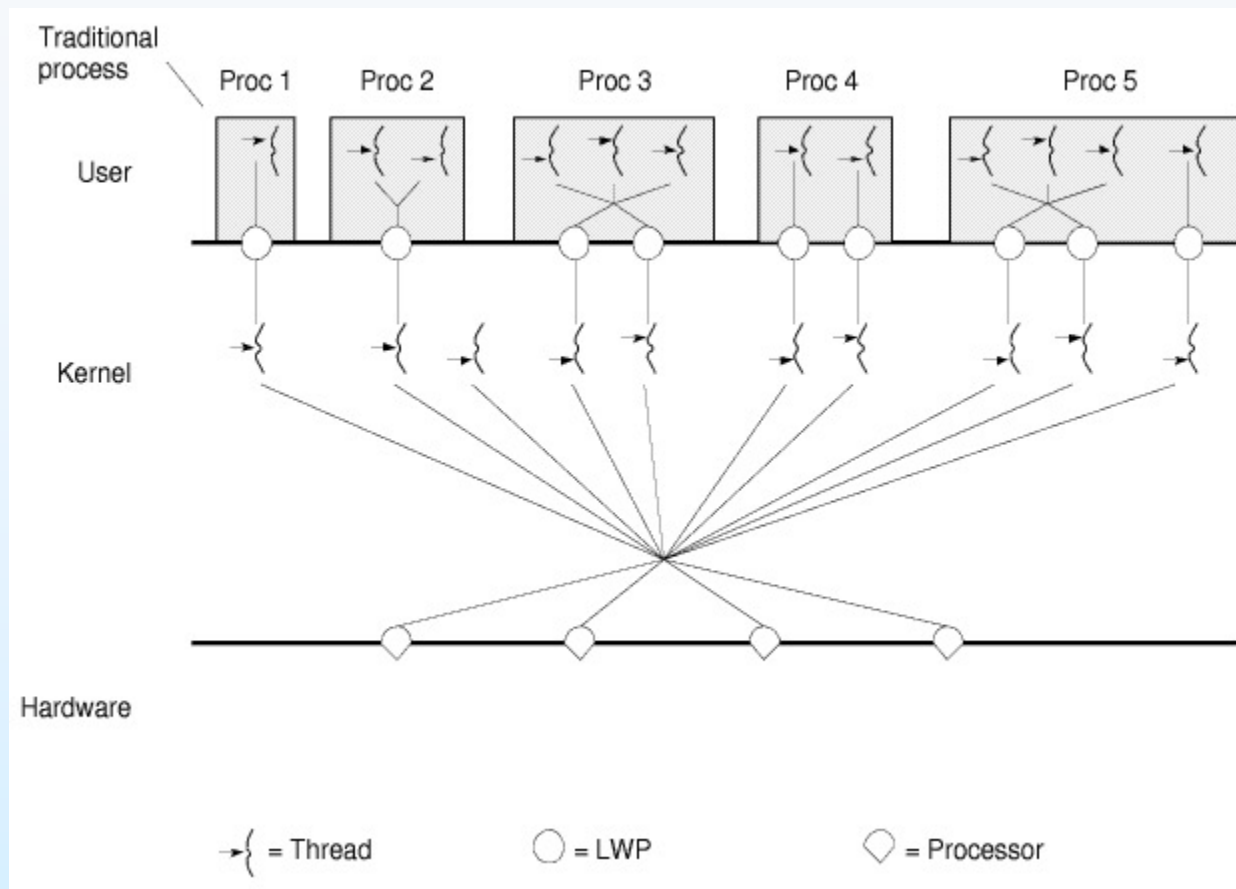 Traditional
process
Proc 1 Proc 2 Proc 3 Proc 4 Proc 5
User
Kernel
Hardware
= Thread = LWP = Processor